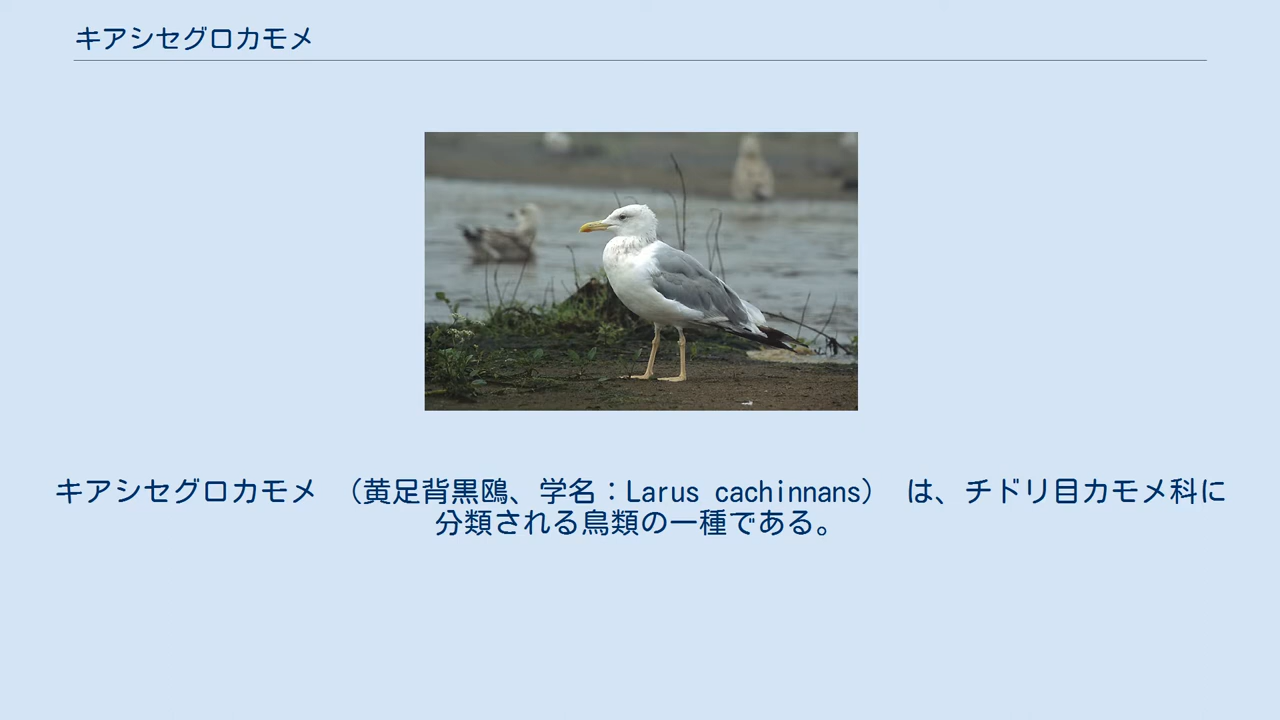 キアシセグロカモメ
キアシセグロカモメ （黄足背黒鴎、学名：Larus cachinnans） は、チドリ目カモメ科に
分類される鳥類の一種である。